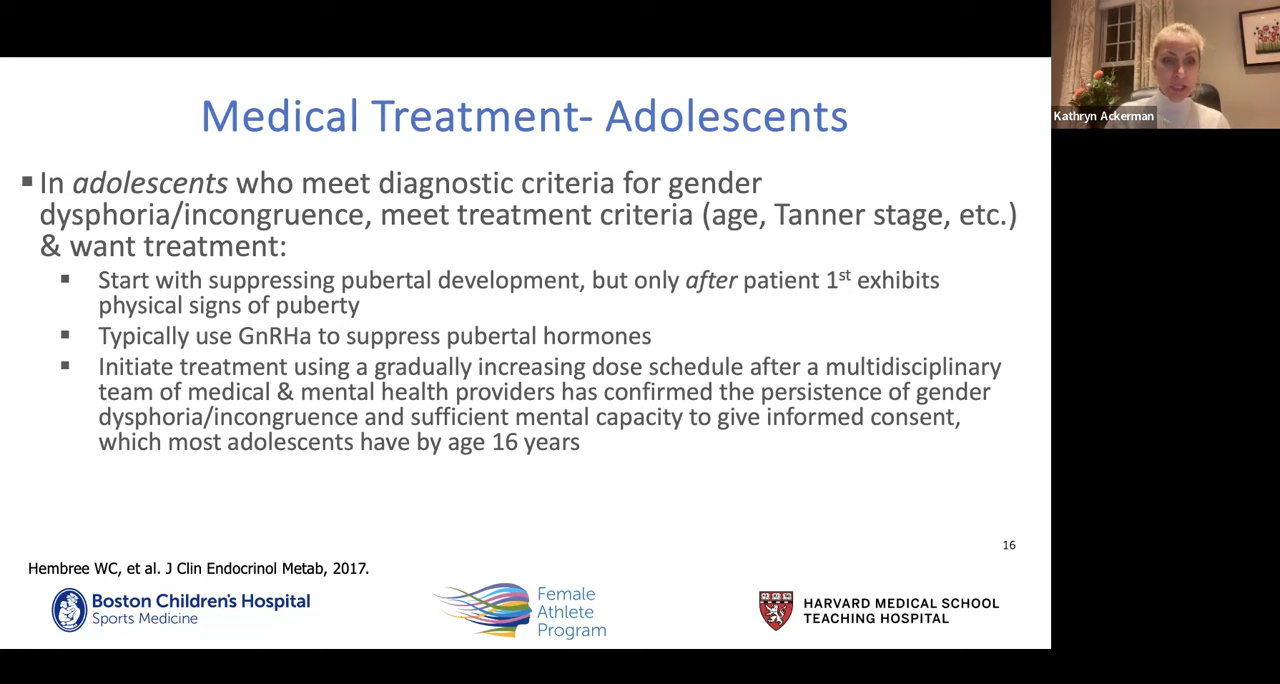 Medical Treatment- Adolescents
Kathryn Ackerman
▪ In adolescents who meet diagnostic criteria for gender
dysphoria/incongruence, meet treatment criteria (age, Tanner stage, etc.)
& want treatment:
▪ Start with suppressing pubertal development, but only after patient 1st exhibits
physical signs of puberty
▪ Typically use GnRHa to suppress pubertal hormones
▪ Initiate treatment using a gradually increasing dose schedule after a multidisciplinary
team of medical & mental health providers has confirmed the persistence of gender
dysphoria/incongruence and sufficient mental capacity to give informed consent,
which most adolescents have by age 16 years
16
Hembree WC, et al. J Clin Endocrinol Metab, 2017.
Boston Children's Hospital
Sports Medicine
Female
Athlete
Program
HARVARD MEDICAL SCHOOL
TEACHING HOSPITAL